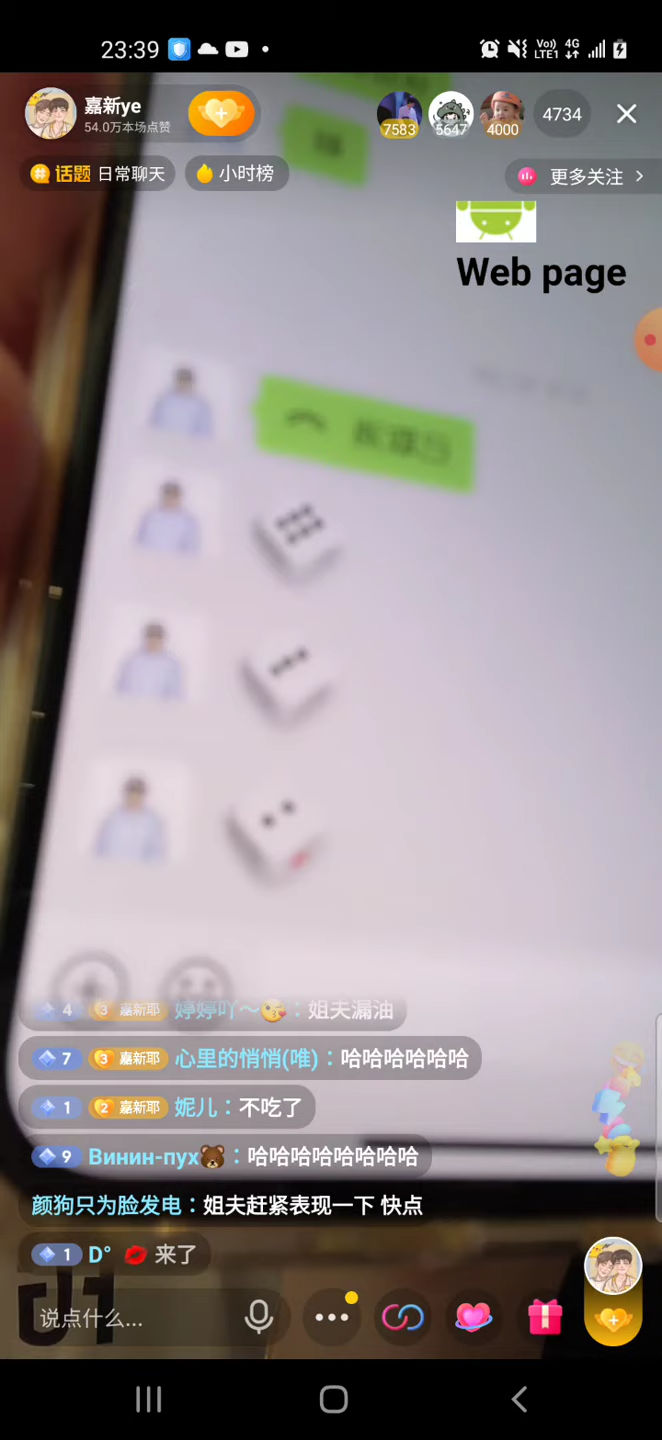 23:39
Vo) 4G
LTE1
嘉新ye
54.0万本场点赞
7583
5647
4000
4734
话题 日常聊天
小时榜
更多关注
Web page
4 3 嘉新耶 婷婷吖～😘：姐夫漏油
7 3 嘉新耶 心里的悄悄(唯)：哈哈哈哈哈哈
1 2 嘉新耶 妮儿：不吃了
9 Винин-пух🐻：哈哈哈哈哈哈哈哈
颜狗只为脸发电：姐夫赶紧表现一下 快点
1 D° 💋 来了
说点什么...